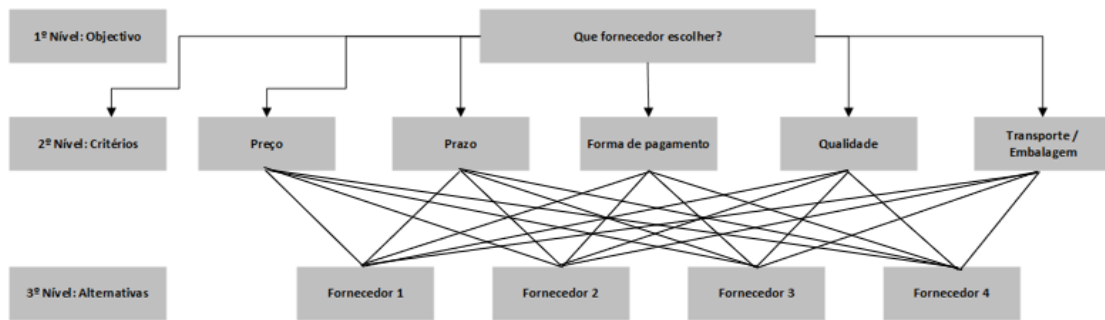 1º Nível: Objectivo
Que fornecedor escolher?
2º Nível: Critérios
Preço
Prazo
Forma de pagamento
Qualidade
Transporte /
Embalagem
3º Nível: Alternativas
Fornecedor 1
Fornecedor 2
Fornecedor 3
Fornecedor 4